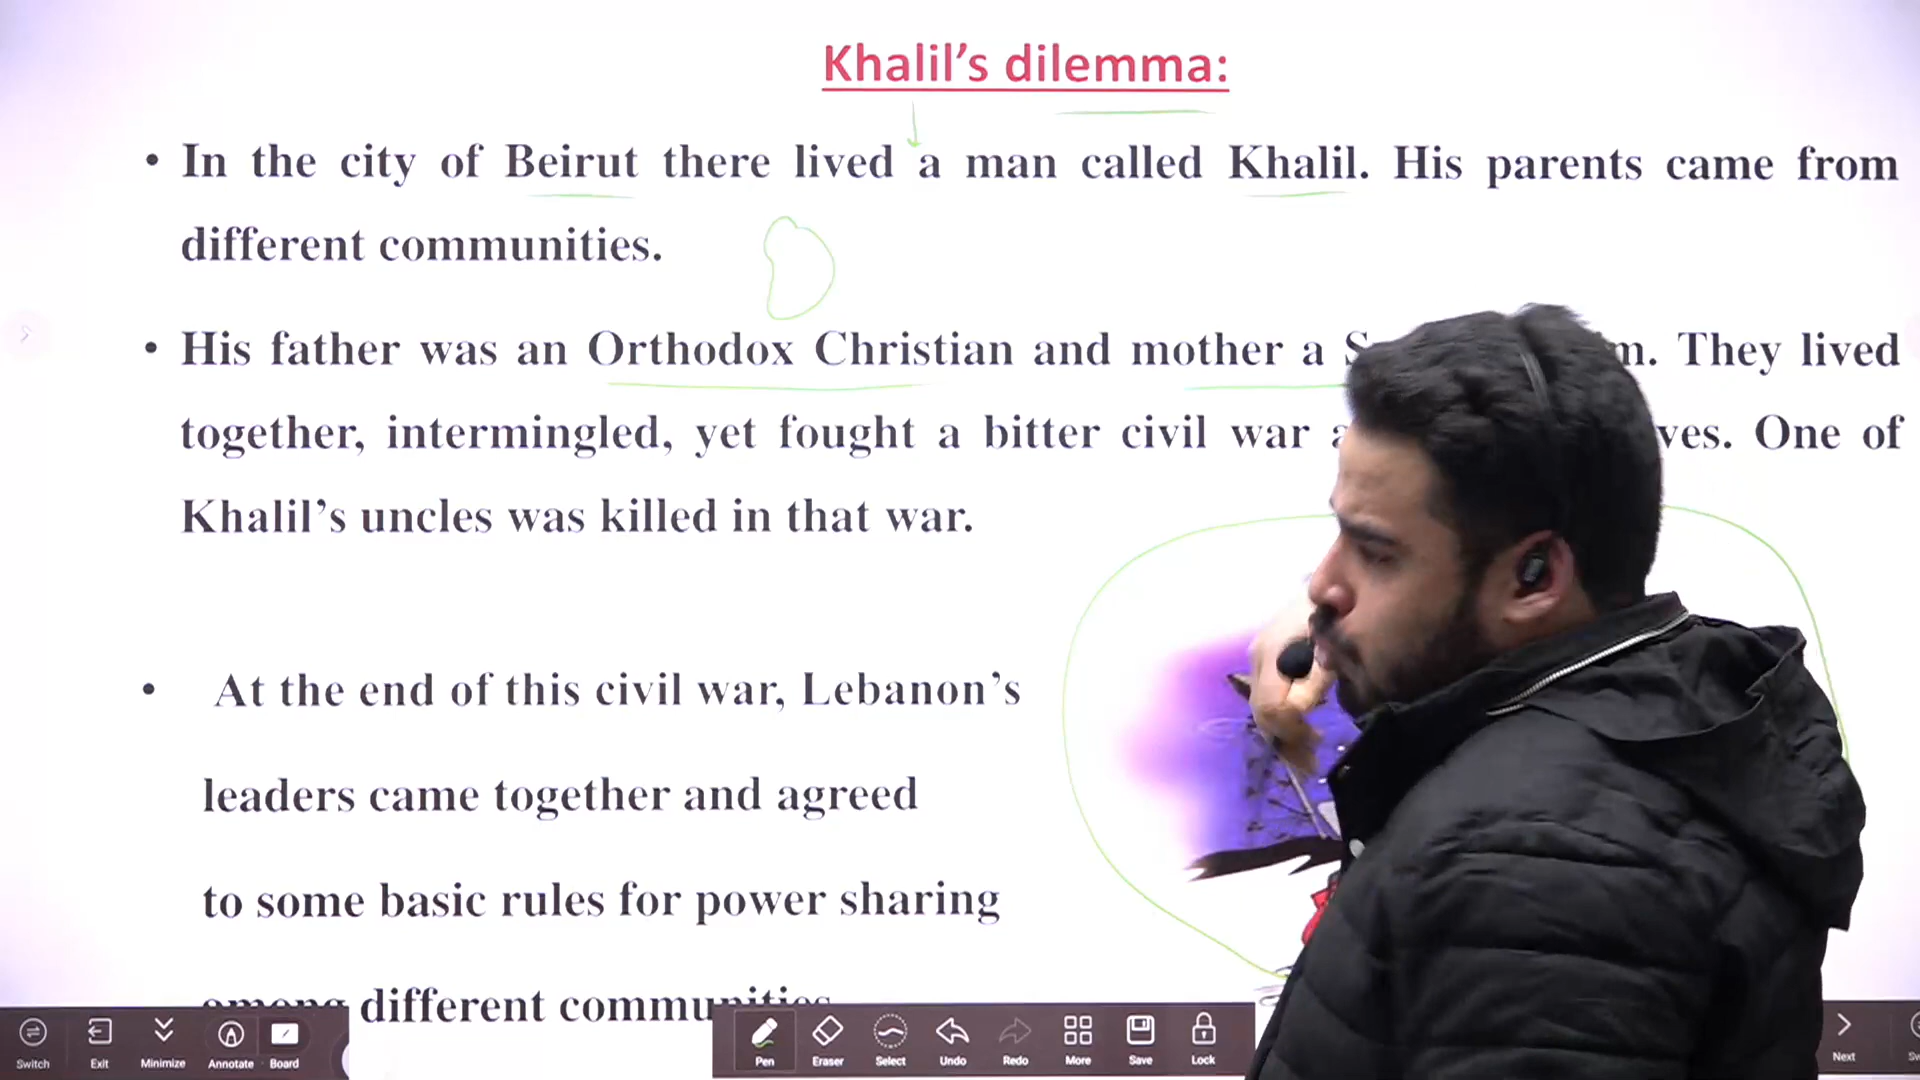 Khalil’s dilemma:
• In the city of Beirut there lived a man called Khalil. His parents came from
different communities.
• His father was an Orthodox Christian and mother a They lived
together, intermingled, yet fought a bitter civil war One of
Khalil’s uncles was killed in that war.
• At the end of this civil war, Lebanon’s
leaders came together and agreed
to some basic rules for power sharing
among different communities
Switch Exit Minimize Annotate Board Pen Eraser Select Undo Redo More Save Lock Next